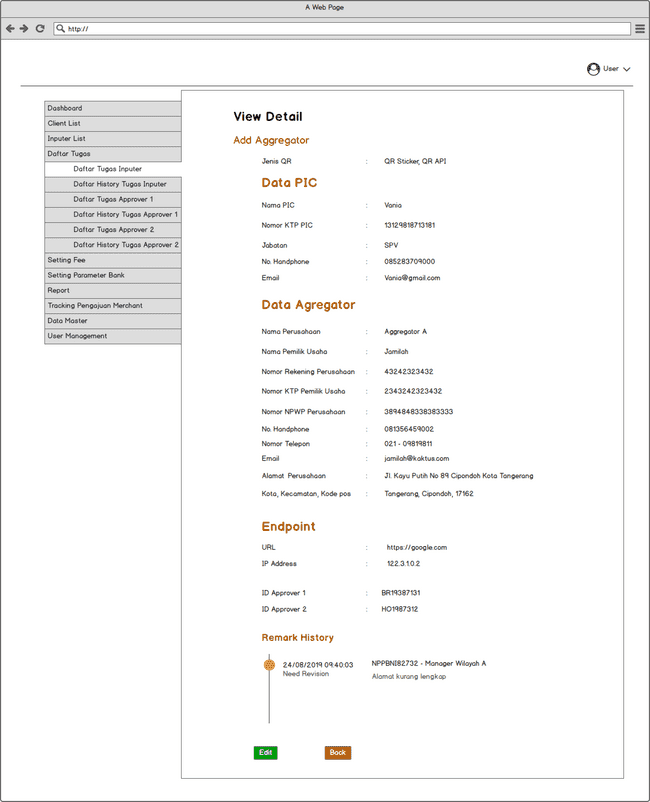 A Web Page
http://
User
Dashboard
Client List
Inputer List
Daftar Tugas
Daftar Tugas Inputer
Daftar History Tugas Inputer
Daftar Tugas Approver 1
Daftar History Tugas Approver 1
Daftar Tugas Approver 2
Daftar History Tugas Approver 2
Setting Fee
Setting Parameter Bank
Report
Tracking Pengajuan Merchant
Data Master
User Management
View Detail
Add Aggregator
Jenis QR : QR Sticker, QR API
Data PIC
Nama PIC : Vania
Nomor KTP PIC : 13129818713181
Jabatan : SPV
No. Handphone : 085283709000
Email : Vania@gmail.com
Data Agregator
Nama Perusahaan : Aggregator A
Nama Pemilik Usaha : Jamilah
Nomor Rekening Perusahaan : 43242323432
Nomor KTP Pemilik Usaha : 2343242323432
Nomor NPWP Perusahaan : 3894848338383333
No. Handphone : 081356459002
Nomor Telepon : 021 - 09819811
Email : jamilah@kaktus.com
Alamat Perusahaan : Jl. Kayu Putih No 89 Cipondoh Kota Tangerang
Kota, Kecamatan, Kode pos : Tangerang, Cipondoh, 17162
Endpoint
URL : https://google.com
IP Address : 122.3.1.0.2
ID Approver 1 : BR19387131
ID Approver 2 : HO1987312
Remark History
24/08/2019 09:40:03 NPPBNI82732 - Manager Wilayah A
Need Revision Alamat kurang lengkap
Edit Back